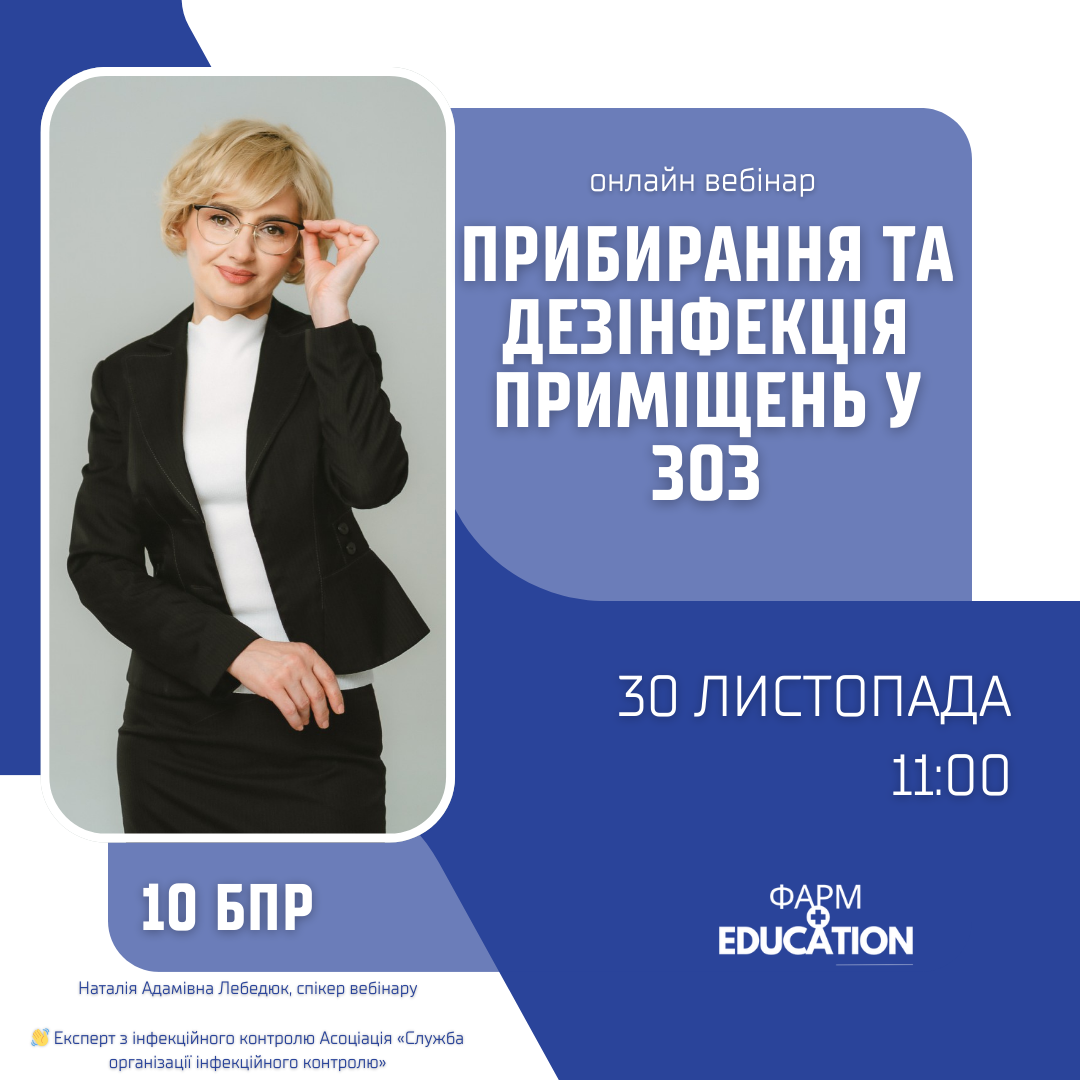 онлайн вебінар
ПРИБИРАННЯ ТА
ДЕЗІНФЕКЦІЯ
ПРИМІЩЕНЬ У
ЗОЗ
30 ЛИСТОПАДА
11:00
10 БПР
ФАРМ
EDUCATION
Наталія Адамівна Лебедюк, спікер вебінару
👏 Експерт з інфекційного контролю Асоціація «Служба
організації інфекційного контролю»